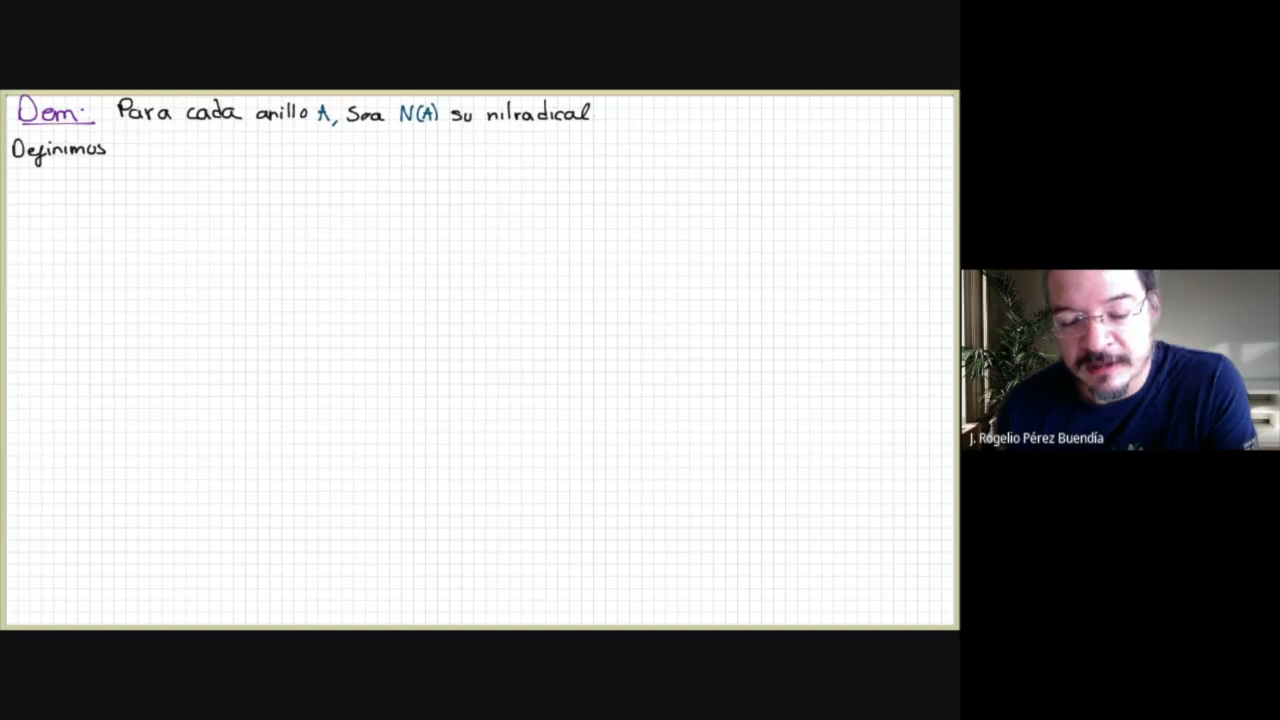 Dem. Para cada anillo A, Sea N(A) su nilradical
Definimos
J. Rogelio Pérez Buendía